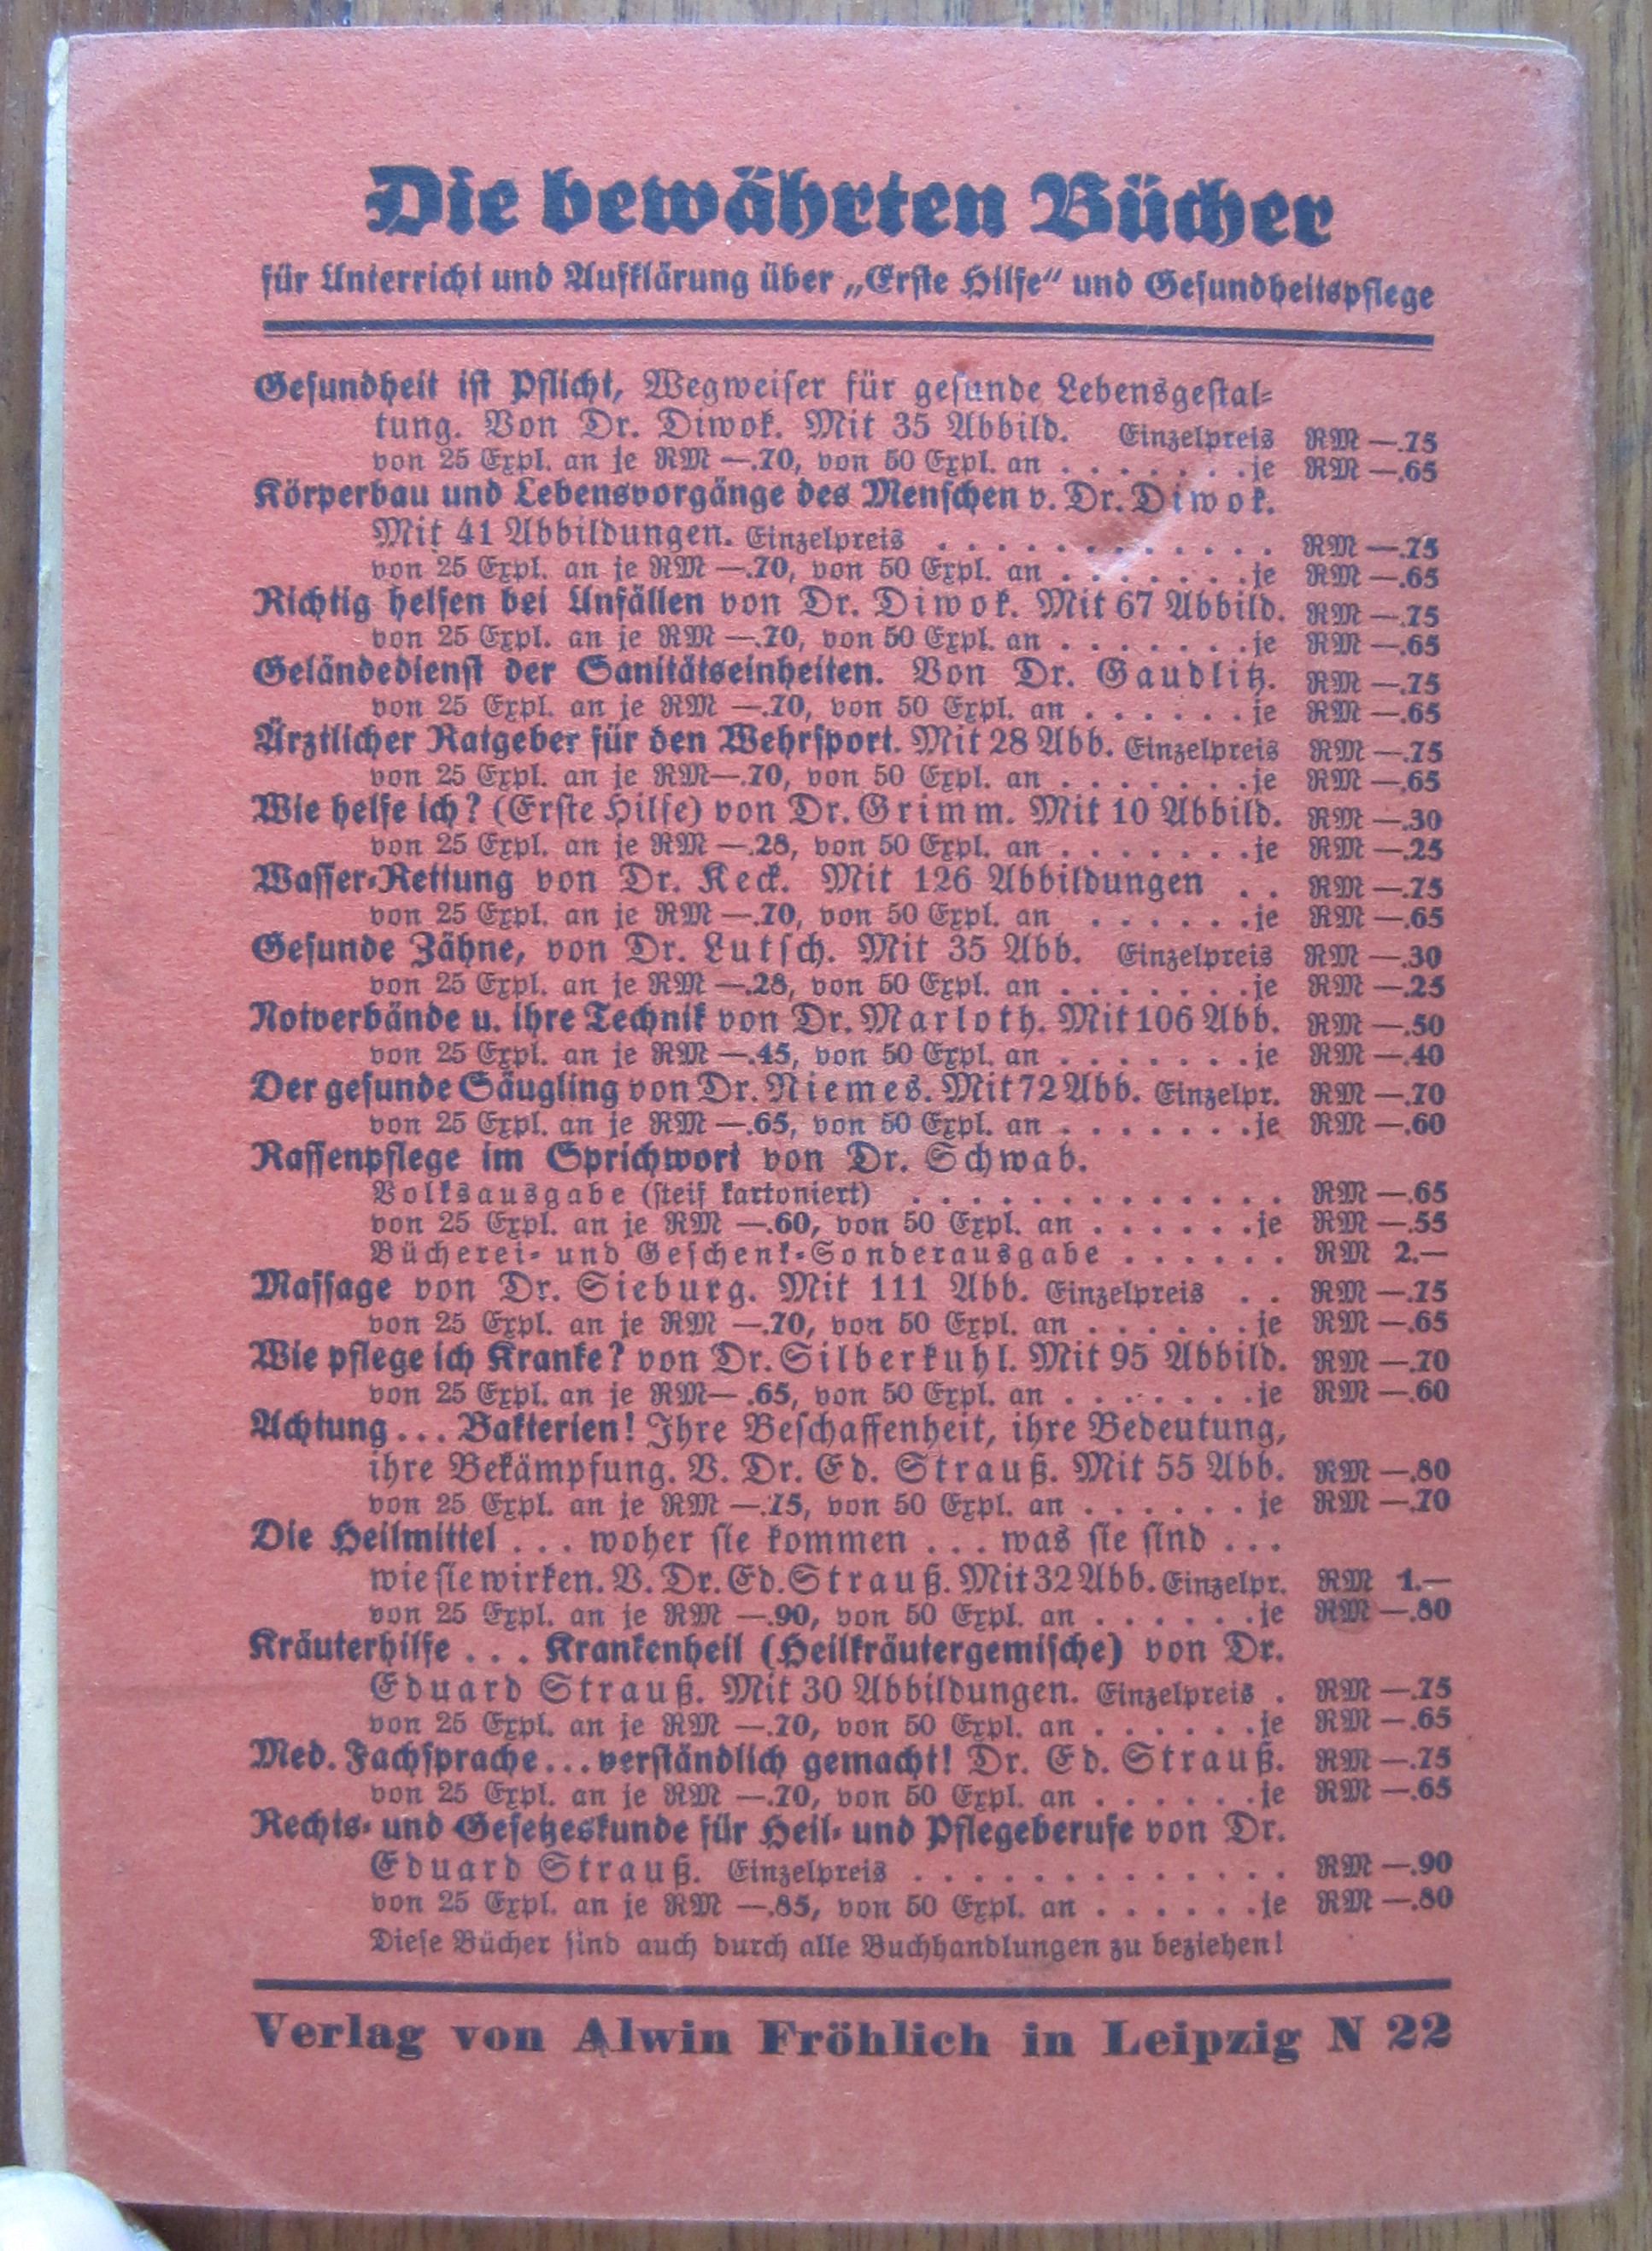 Die bewährten Bücher
für Unterricht und Aufklärung über „Erste Hilfe“ und Gesundheitspflege
Gesundheit ist Pflicht, Wegweiser für gesunde Lebensgestal-
tung. Von Dr. Diwok. Mit 35 Abbild. Einzelpreis RM —.75
von 25 Expl. an je RM —.70, von 50 Expl. an . . . . . . . je RM —.65
Körperbau und Lebensvorgänge des Menschen v. Dr. Diwok.
Mit 41 Abbildungen. Einzelpreis . . . . . . . . . . . . RM —.75
von 25 Expl. an je RM —.70, von 50 Expl. an . . . . . . . je RM —.65
Richtig helfen bei Unfällen von Dr. Diwok. Mit 67 Abbild. RM —.75
von 25 Expl. an je RM —.70, von 50 Expl. an . . . . . . . je RM —.65
Geländedienst der Sanitätseinheiten. Von Dr. Gaudlitz. RM —.75
von 25 Expl. an je RM —.70, von 50 Expl. an . . . . . . je RM —.65
Ärztlicher Ratgeber für den Wehrsport. Mit 28 Abb. Einzelpreis RM —.75
von 25 Expl. an je RM—.70, von 50 Expl. an . . . . . . . je RM —.65
Wie helfe ich? (Erste Hilfe) von Dr. Grimm. Mit 10 Abbild. RM —.30
von 25 Expl. an je RM —.28, von 50 Expl. an . . . . . . . je RM —.25
Wasser-Rettung von Dr. Keck. Mit 126 Abbildungen . . RM —.75
von 25 Expl. an je RM —.70, von 50 Expl. an . . . . . . je RM —.65
Gesunde Zähne, von Dr. Lutsch. Mit 35 Abb. Einzelpreis RM —.30
von 25 Expl. an je RM —.28, von 50 Expl. an . . . . . . . je RM —.25
Notverbände u. ihre Technik von Dr. Marloth. Mit 106 Abb. RM —.50
von 25 Expl. an je RM —.45, von 50 Expl. an . . . . . . . je RM —.40
Der gesunde Säugling von Dr. Niemes. Mit 72 Abb. Einzelpr. RM —.70
von 25 Expl. an je RM —.65, von 50 Expl. an . . . . . . . je RM —.60
Rassenpflege im Sprichwort von Dr. Schwab.
Volksausgabe (steif kartoniert) . . . . . . . . . . . . . RM —.65
von 25 Expl. an je RM —.60, von 50 Expl. an . . . . . . je RM —.55
Bücherei- und Geschenk-Sonderausgabe . . . . . . RM 2.—
Massage von Dr. Sieburg. Mit 111 Abb. Einzelpreis . . RM —.75
von 25 Expl. an je RM —.70, von 50 Expl. an . . . . . . je RM —.65
Wie pflege ich Kranke? von Dr. Silberkuhl. Mit 95 Abbild. RM —.70
von 25 Expl. an je RM— .65, von 50 Expl. an . . . . . . . je RM —.60
Achtung . . . Bakterien! Ihre Beschaffenheit, ihre Bedeutung,
ihre Bekämpfung. V. Dr. Ed. Strauß. Mit 55 Abb. RM —.80
von 25 Expl. an je RM —.75, von 50 Expl. an . . . . . . je RM —.70
Die Heilmittel . . . woher sie kommen . . . was sie sind . . .
wie sie wirken. V. Dr. Ed. Strauß. Mit 32 Abb. Einzelpr. RM 1.—
von 25 Expl. an je RM —.90, von 50 Expl. an . . . . . . je RM —.80
Kräuterhilfe . . . Krankenheil (Heilkräutergemische) von Dr.
Eduard Strauß. Mit 30 Abbildungen. Einzelpreis . RM —.75
von 25 Expl. an je RM —.70, von 50 Expl. an . . . . . . je RM —.65
Med. Fachsprache . . . verständlich gemacht! Dr. Ed. Strauß. RM —.75
von 25 Expl. an je RM —.70, von 50 Expl. an . . . . . . je RM —.65
Rechts- und Gesetzeskunde für Heil- und Pflegeberufe von Dr.
Eduard Strauß. Einzelpreis . . . . . . . . . . . . . RM —.90
von 25 Expl. an je RM —.85, von 50 Expl. an . . . . . . je RM —.80
Diese Bücher sind auch durch alle Buchhandlungen zu beziehen!
Verlag von Alwin Fröhlich in Leipzig N 22